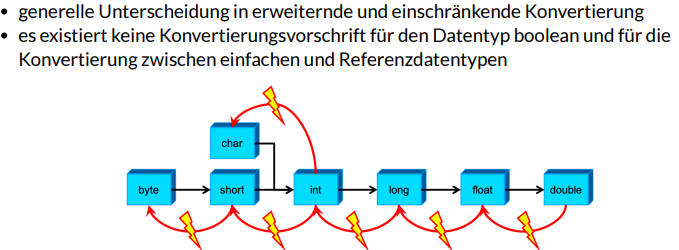 • generelle Unterscheidung in erweiternde und einschränkende Konvertierung
• es existiert keine Konvertierungsvorschrift für den Datentyp boolean und für die
Konvertierung zwischen einfachen und Referenzdatentypen
char
byte short int long float double